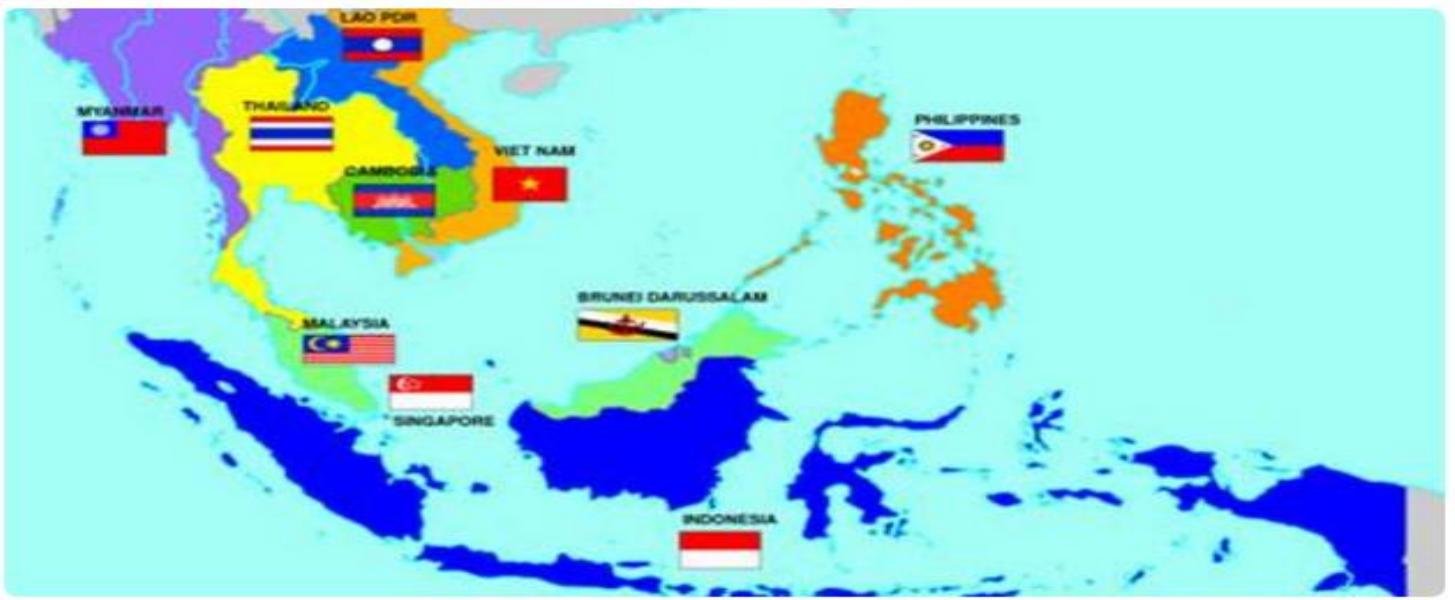 LAO PDR
MYANMAR
THAILAND
PHILIPPINES
VIET NAM
CAMBODIA
BRUNEI DARUSSALAM
MALAYSIA
SINGAPORE
INDONESIA